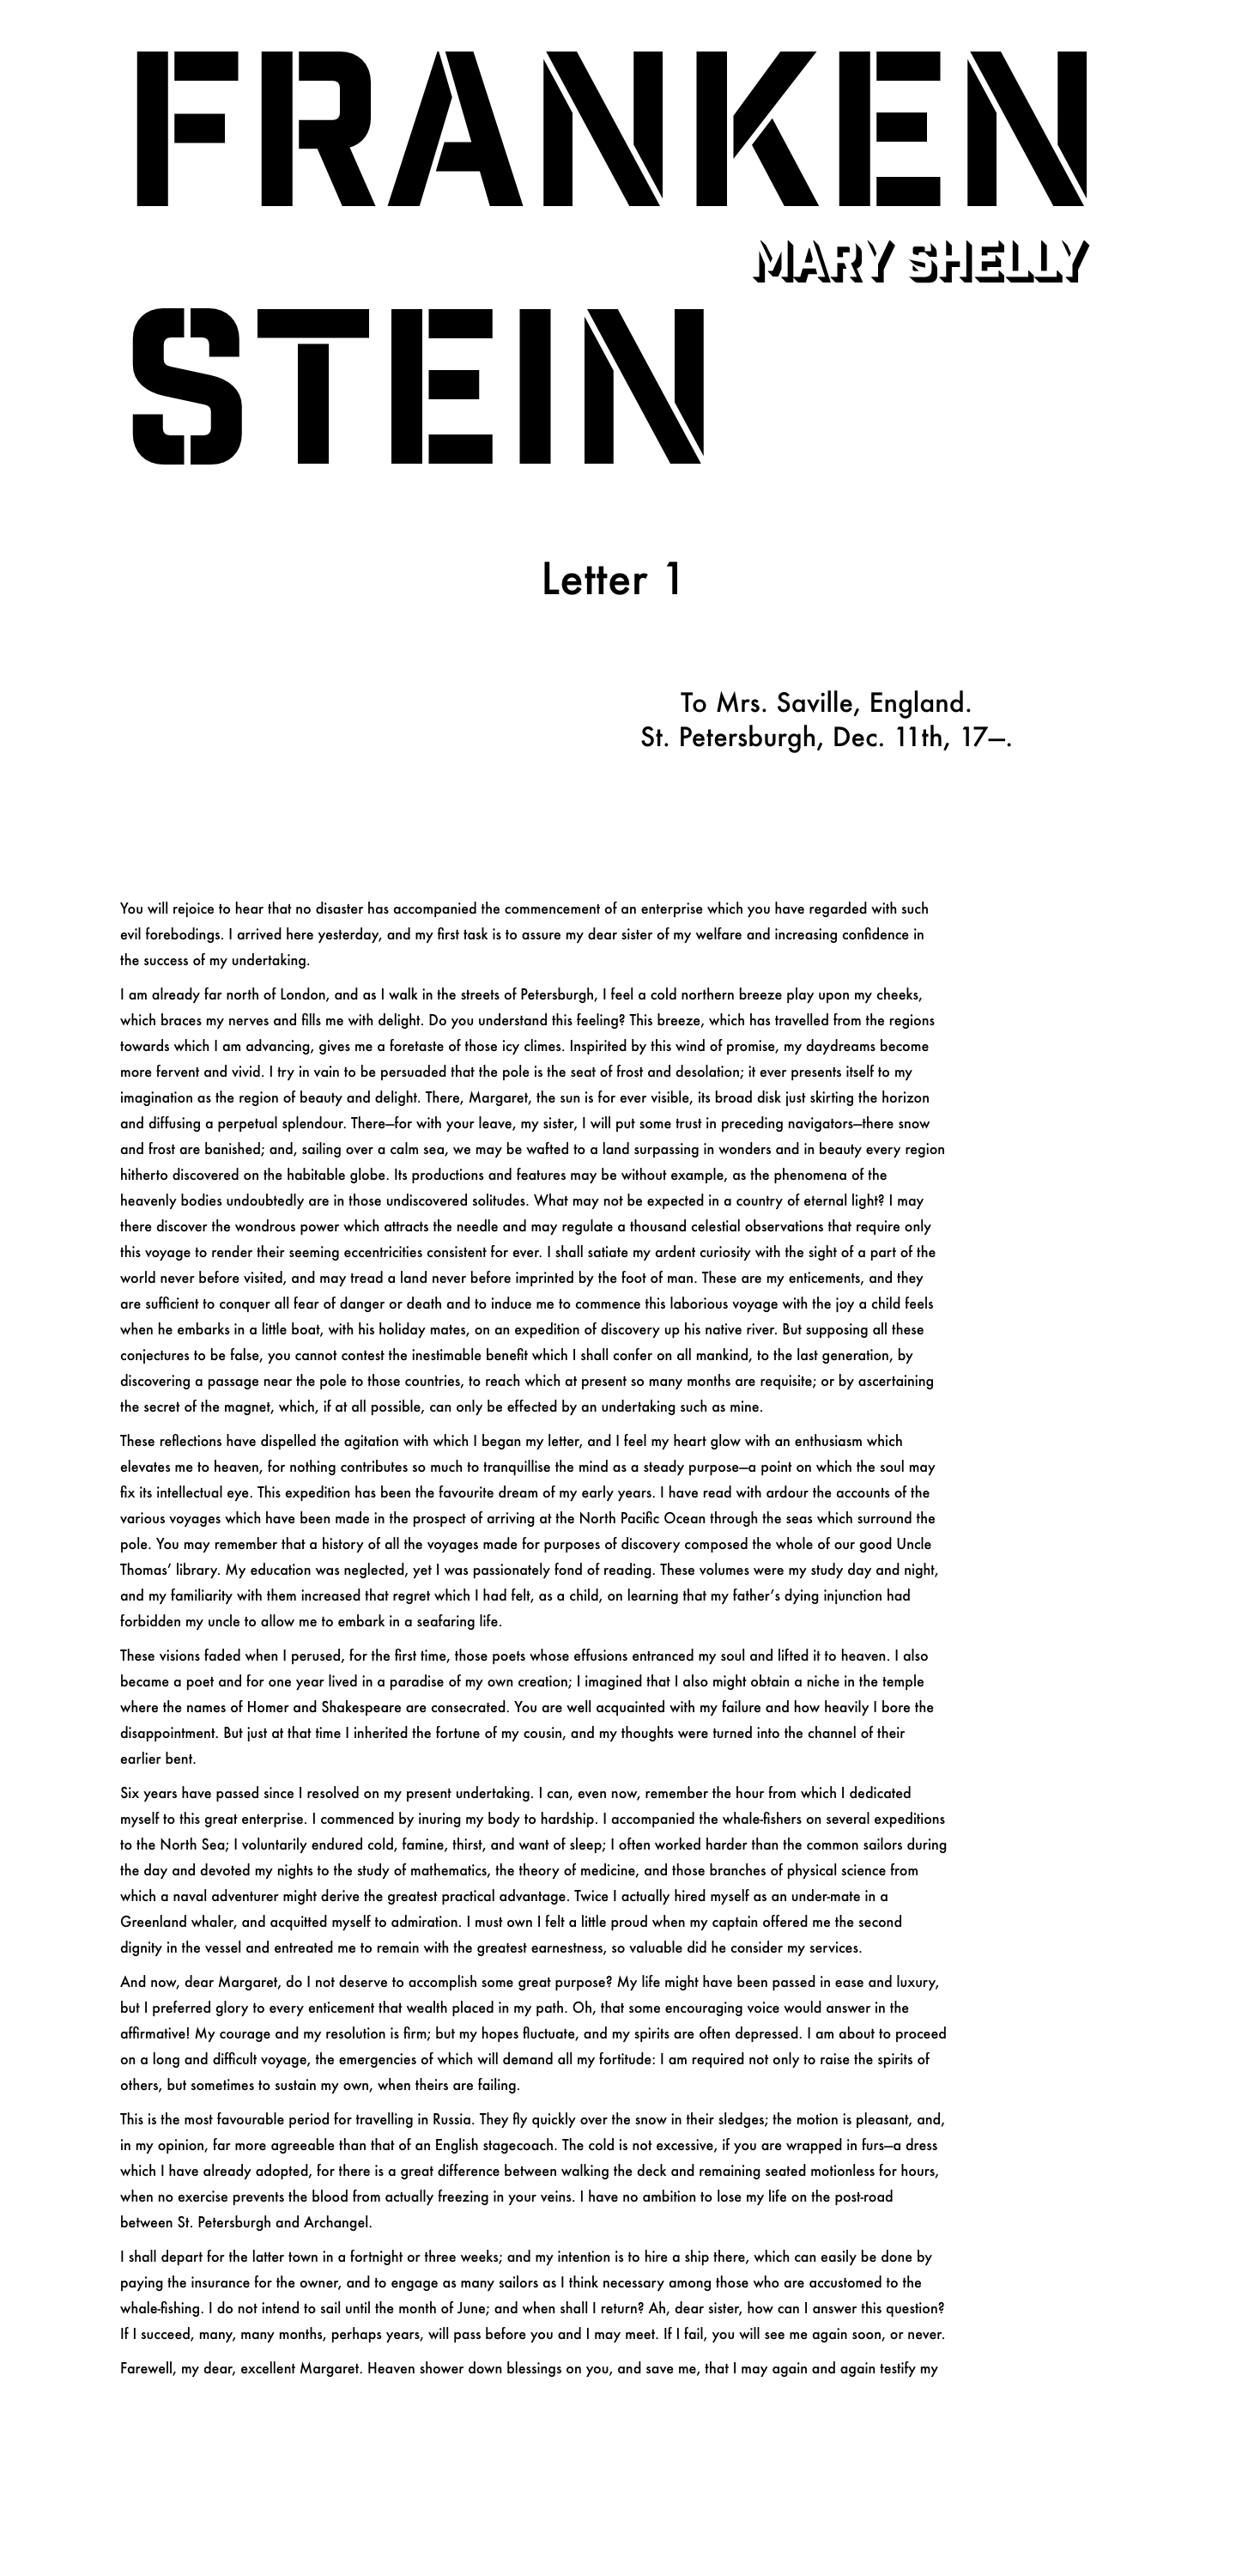 FRANKEN
MARY SHELLY
STEIN
Letter 1
To Mrs. Saville, England.
St. Petersburgh, Dec. 11th, 17—.
You will rejoice to hear that no disaster has accompanied the commencement of an enterprise which you have regarded with such
evil forebodings. I arrived here yesterday, and my first task is to assure my dear sister of my welfare and increasing confidence in
the success of my undertaking.
I am already far north of London, and as I walk in the streets of Petersburgh, I feel a cold northern breeze play upon my cheeks,
which braces my nerves and fills me with delight. Do you understand this feeling? This breeze, which has travelled from the regions
towards which I am advancing, gives me a foretaste of those icy climes. Inspirited by this wind of promise, my daydreams become
more fervent and vivid. I try in vain to be persuaded that the pole is the seat of frost and desolation; it ever presents itself to my
imagination as the region of beauty and delight. There, Margaret, the sun is for ever visible, its broad disk just skirting the horizon
and diffusing a perpetual splendour. There—for with your leave, my sister, I will put some trust in preceding navigators—there snow
and frost are banished; and, sailing over a calm sea, we may be wafted to a land surpassing in wonders and in beauty every region
hitherto discovered on the habitable globe. Its productions and features may be without example, as the phenomena of the
heavenly bodies undoubtedly are in those undiscovered solitudes. What may not be expected in a country of eternal light? I may
there discover the wondrous power which attracts the needle and may regulate a thousand celestial observations that require only
this voyage to render their seeming eccentricities consistent for ever. I shall satiate my ardent curiosity with the sight of a part of the
world never before visited, and may tread a land never before imprinted by the foot of man. These are my enticements, and they
are sufficient to conquer all fear of danger or death and to induce me to commence this laborious voyage with the joy a child feels
when he embarks in a little boat, with his holiday mates, on an expedition of discovery up his native river. But supposing all these
conjectures to be false, you cannot contest the inestimable benefit which I shall confer on all mankind, to the last generation, by
discovering a passage near the pole to those countries, to reach which at present so many months are requisite; or by ascertaining
the secret of the magnet, which, if at all possible, can only be effected by an undertaking such as mine.
These reflections have dispelled the agitation with which I began my letter, and I feel my heart glow with an enthusiasm which
elevates me to heaven, for nothing contributes so much to tranquillise the mind as a steady purpose—a point on which the soul may
fix its intellectual eye. This expedition has been the favourite dream of my early years. I have read with ardour the accounts of the
various voyages which have been made in the prospect of arriving at the North Pacific Ocean through the seas which surround the
pole. You may remember that a history of all the voyages made for purposes of discovery composed the whole of our good Uncle
Thomas’ library. My education was neglected, yet I was passionately fond of reading. These volumes were my study day and night,
and my familiarity with them increased that regret which I had felt, as a child, on learning that my father’s dying injunction had
forbidden my uncle to allow me to embark in a seafaring life.
These visions faded when I perused, for the first time, those poets whose effusions entranced my soul and lifted it to heaven. I also
became a poet and for one year lived in a paradise of my own creation; I imagined that I also might obtain a niche in the temple
where the names of Homer and Shakespeare are consecrated. You are well acquainted with my failure and how heavily I bore the
disappointment. But just at that time I inherited the fortune of my cousin, and my thoughts were turned into the channel of their
earlier bent.
Six years have passed since I resolved on my present undertaking. I can, even now, remember the hour from which I dedicated
myself to this great enterprise. I commenced by inuring my body to hardship. I accompanied the whale-fishers on several expeditions
to the North Sea; I voluntarily endured cold, famine, thirst, and want of sleep; I often worked harder than the common sailors during
the day and devoted my nights to the study of mathematics, the theory of medicine, and those branches of physical science from
which a naval adventurer might derive the greatest practical advantage. Twice I actually hired myself as an under-mate in a
Greenland whaler, and acquitted myself to admiration. I must own I felt a little proud when my captain offered me the second
dignity in the vessel and entreated me to remain with the greatest earnestness, so valuable did he consider my services.
And now, dear Margaret, do I not deserve to accomplish some great purpose? My life might have been passed in ease and luxury,
but I preferred glory to every enticement that wealth placed in my path. Oh, that some encouraging voice would answer in the
affirmative! My courage and my resolution is firm; but my hopes fluctuate, and my spirits are often depressed. I am about to proceed
on a long and difficult voyage, the emergencies of which will demand all my fortitude: I am required not only to raise the spirits of
others, but sometimes to sustain my own, when theirs are failing.
This is the most favourable period for travelling in Russia. They fly quickly over the snow in their sledges; the motion is pleasant, and,
in my opinion, far more agreeable than that of an English stagecoach. The cold is not excessive, if you are wrapped in furs—a dress
which I have already adopted, for there is a great difference between walking the deck and remaining seated motionless for hours,
when no exercise prevents the blood from actually freezing in your veins. I have no ambition to lose my life on the post-road
between St. Petersburgh and Archangel.
I shall depart for the latter town in a fortnight or three weeks; and my intention is to hire a ship there, which can easily be done by
paying the insurance for the owner, and to engage as many sailors as I think necessary among those who are accustomed to the
whale-fishing. I do not intend to sail until the month of June; and when shall I return? Ah, dear sister, how can I answer this question?
If I succeed, many, many months, perhaps years, will pass before you and I may meet. If I fail, you will see me again soon, or never.
Farewell, my dear, excellent Margaret. Heaven shower down blessings on you, and save me, that I may again and again testify my